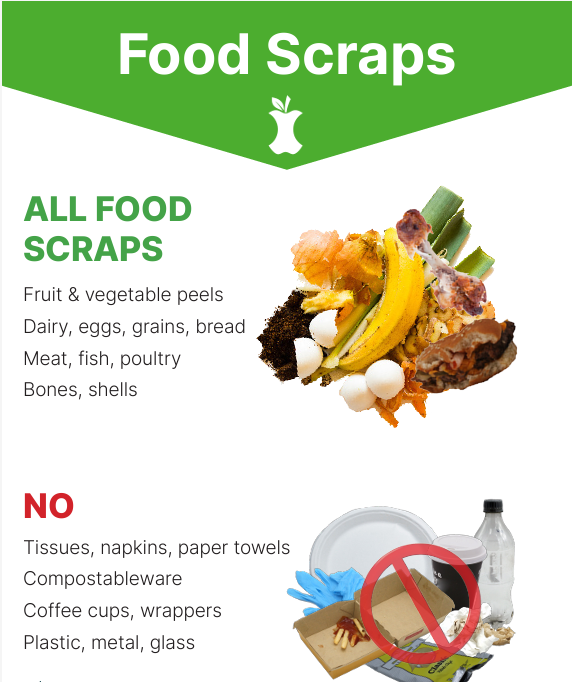 Food Scraps
ALL FOOD
SCRAPS
Fruit & vegetable peels
Dairy, eggs, grains, bread
Meat, fish, poultry
Bones, shells
NO
Tissues, napkins, paper towels
Compostableware
Coffee cups, wrappers
Plastic, metal, glass